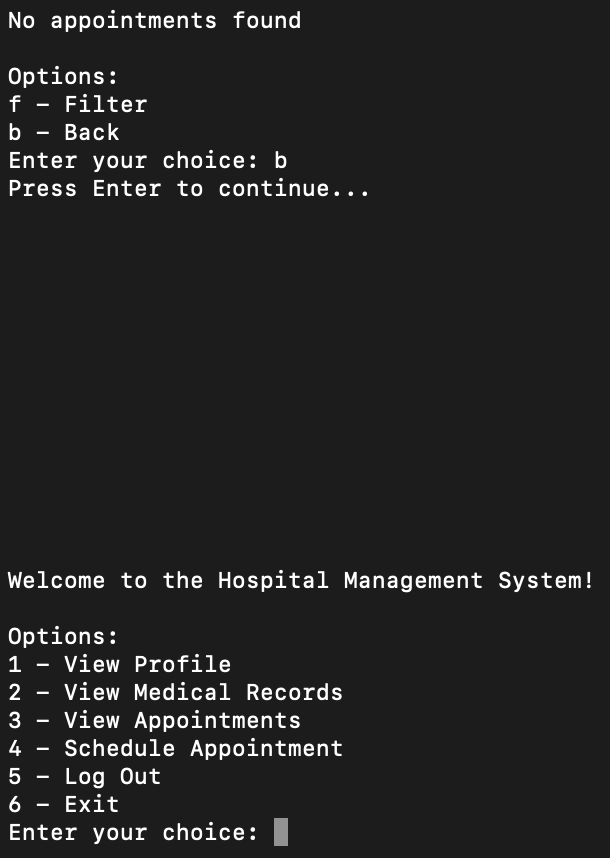 No appointments found
Options:
f – Filter
b – Back
Enter your choice: b
Press Enter to continue...
Welcome to the Hospital Management System!
Options:
1 – View Profile
2 – View Medical Records
3 – View Appointments
4 – Schedule Appointment
5 – Log Out
6 – Exit
Enter your choice: